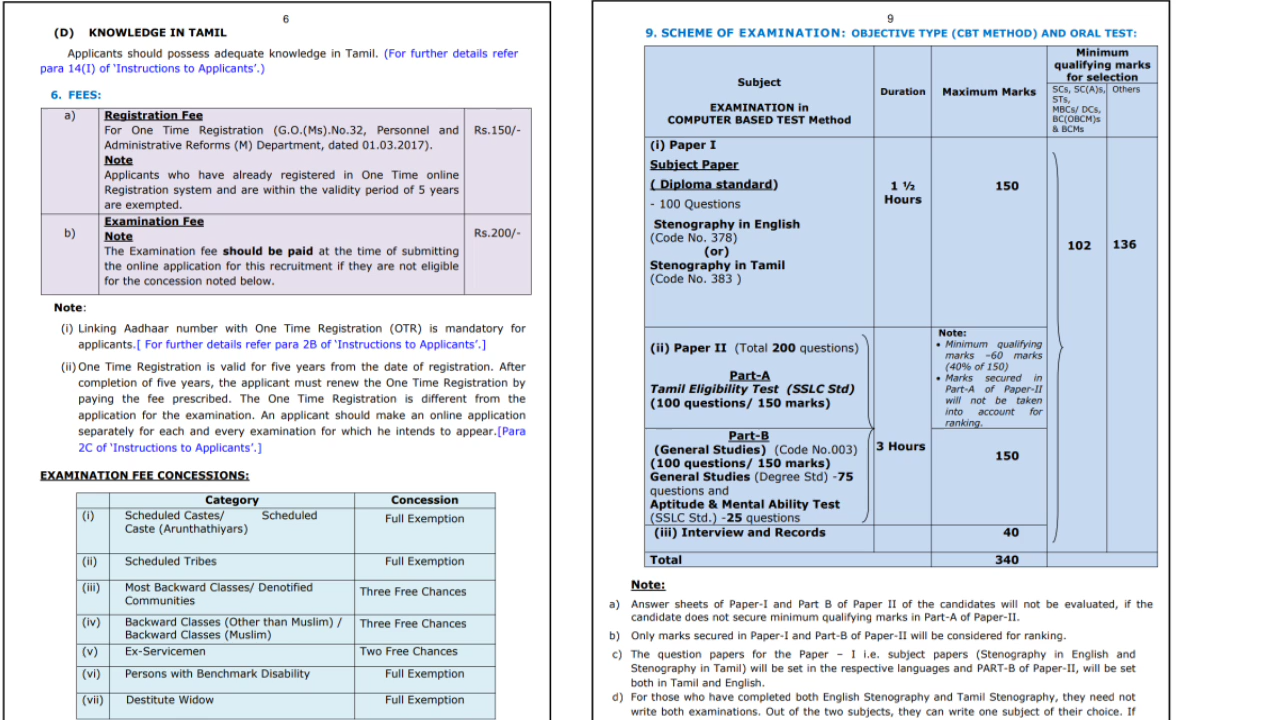 6
(D) KNOWLEDGE IN TAMIL
Applicants should possess adequate knowledge in Tamil. (For further details refer
para 14(I) of ‘Instructions to Applicants’.)
6. FEES:
a)
Registration Fee
For One Time Registration (G.O.(Ms).No.32, Personnel and
Administrative Reforms (M) Department, dated 01.03.2017).
Note
Applicants who have already registered in One Time online
Registration system and are within the validity period of 5 years
are exempted.
Rs.150/-
b)
Examination Fee
Note
The Examination fee should be paid at the time of submitting
the online application for this recruitment if they are not eligible
for the concession noted below.
Rs.200/-
Note:
(i) Linking Aadhaar number with One Time Registration (OTR) is mandatory for
applicants.[ For further details refer para 2B of ‘Instructions to Applicants’.]
(ii) One Time Registration is valid for five years from the date of registration. After
completion of five years, the applicant must renew the One Time Registration by
paying the fee prescribed. The One Time Registration is different from the
application for the examination. An applicant should make an online application
separately for each and every examination for which he intends to appear.[Para
2C of ‘Instructions to Applicants’.]
EXAMINATION FEE CONCESSIONS:
Category Concession
(i) Scheduled Castes/ Scheduled
Caste (Arunthathiyars)
Full Exemption
(ii) Scheduled Tribes Full Exemption
(iii) Most Backward Classes/ Denotified
Communities
Three Free Chances
(iv) Backward Classes (Other than Muslim) /
Backward Classes (Muslim)
Three Free Chances
(v) Ex-Servicemen Two Free Chances
(vi) Persons with Benchmark Disability Full Exemption
(vii) Destitute Widow Full Exemption
9
9. SCHEME OF EXAMINATION: OBJECTIVE TYPE (CBT METHOD) AND ORAL TEST:
Subject
EXAMINATION in
COMPUTER BASED TEST Method
Duration
Maximum Marks
Minimum
qualifying marks
for selection
SCs, SC(A)s,
STs,
MBCs/ DCs,
BC(OBCM)s
& BCMs
Others
(i) Paper I
Subject Paper
( Diploma standard)
- 100 Questions
Stenography in English
(Code No. 378)
(or)
Stenography in Tamil
(Code No. 383 )
1 ½
Hours
150
102
136
(ii) Paper II (Total 200 questions)
Part-A
Tamil Eligibility Test (SSLC Std)
(100 questions/ 150 marks)
Note:
• Minimum qualifying
marks –60 marks
(40% of 150)
• Marks secured in
Part-A of Paper-II
will not be taken
into account for
ranking.
Part-B
(General Studies) (Code No.003)
(100 questions/ 150 marks)
General Studies (Degree Std) -75
questions and
Aptitude & Mental Ability Test
(SSLC Std.) -25 questions
3 Hours
150
(iii) Interview and Records 40
Total 340
Note:
a) Answer sheets of Paper-I and Part B of Paper II of the candidates will not be evaluated, if the
candidate does not secure minimum qualifying marks in Part-A of Paper-II.
b) Only marks secured in Paper-I and Part-B of Paper-II will be considered for ranking.
c) The question papers for the Paper – I i.e. subject papers (Stenography in English and
Stenography in Tamil) will be set in the respective languages and PART-B of Paper-II, will be set
both in Tamil and English.
d) For those who have completed both English Stenography and Tamil Stenography, they need not
write both examinations. Out of the two subjects, they can write one subject of their choice. If